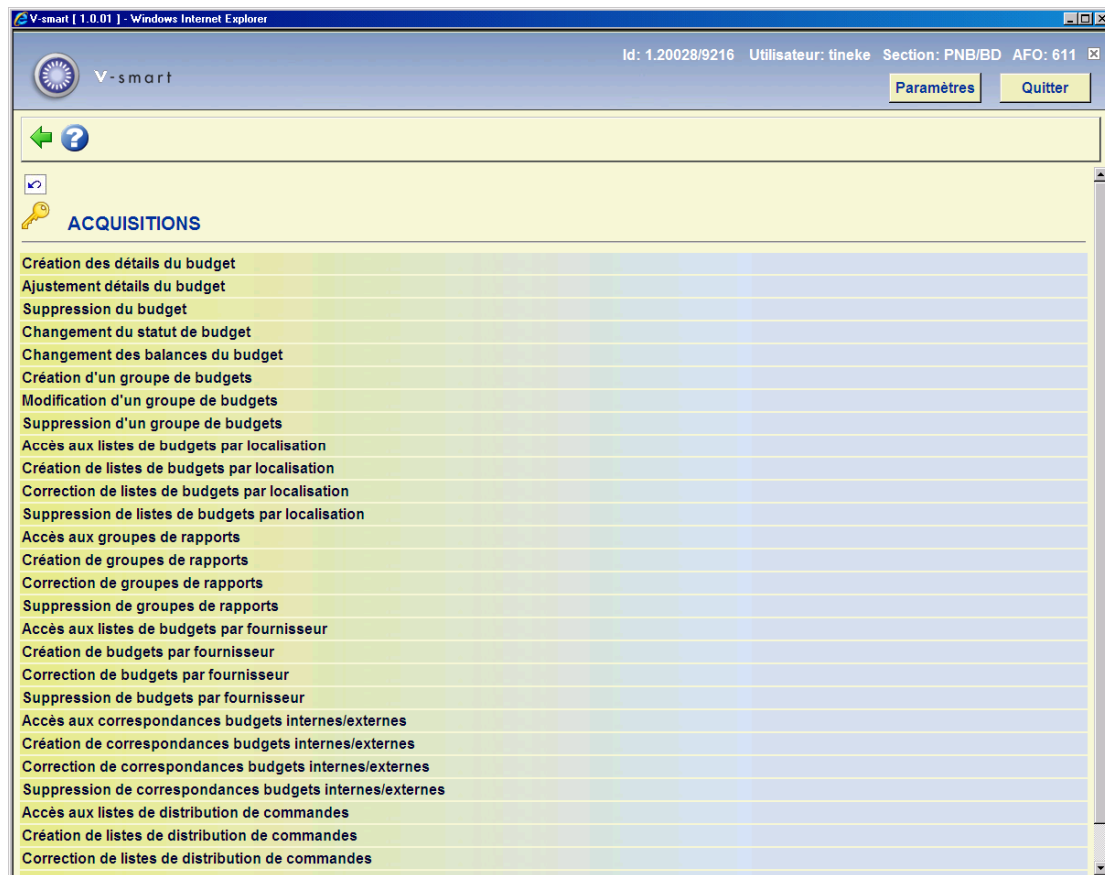 V-smart [ 1.0.01 ] - Windows Internet Explorer
Id: 1.20028/9216 Utilisateur: tineke Section: PNB/BD AFO: 611
V-smart
Paramètres Quitter
ACQUISITIONS
Création des détails du budget
Ajustement détails du budget
Suppression du budget
Changement du statut de budget
Changement des balances du budget
Création d'un groupe de budgets
Modification d'un groupe de budgets
Suppression d'un groupe de budgets
Accès aux listes de budgets par localisation
Création de listes de budgets par localisation
Correction de listes de budgets par localisation
Suppression de listes de budgets par localisation
Accès aux groupes de rapports
Création de groupes de rapports
Correction de groupes de rapports
Suppression de groupes de rapports
Accès aux listes de budgets par fournisseur
Création de budgets par fournisseur
Correction de budgets par fournisseur
Suppression de budgets par fournisseur
Accès aux correspondances budgets internes/externes
Création de correspondances budgets internes/externes
Correction de correspondances budgets internes/externes
Suppression de correspondances budgets internes/externes
Accès aux listes de distribution de commandes
Création de listes de distribution de commandes
Correction de listes de distribution de commandes